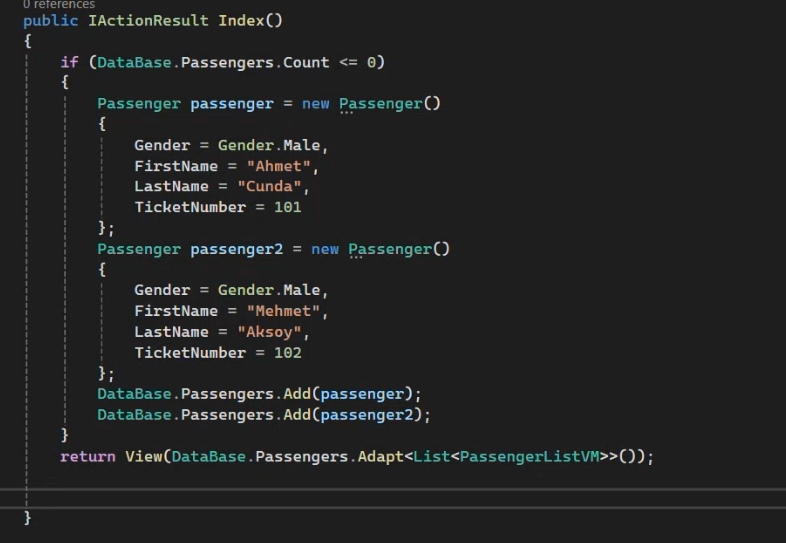 0 references
public IActionResult Index()
{
if (DataBase.Passengers.Count <= 0)
{
Passenger passenger = new Passenger()
{
Gender = Gender.Male,
FirstName = "Ahmet",
LastName = "Cunda",
TicketNumber = 101
};
Passenger passenger2 = new Passenger()
{
Gender = Gender.Male,
FirstName = "Mehmet",
LastName = "Aksoy",
TicketNumber = 102
};
DataBase.Passengers.Add(passenger);
DataBase.Passengers.Add(passenger2);
}
return View(DataBase.Passengers.Adapt<List<PassengerListVM>>());
}